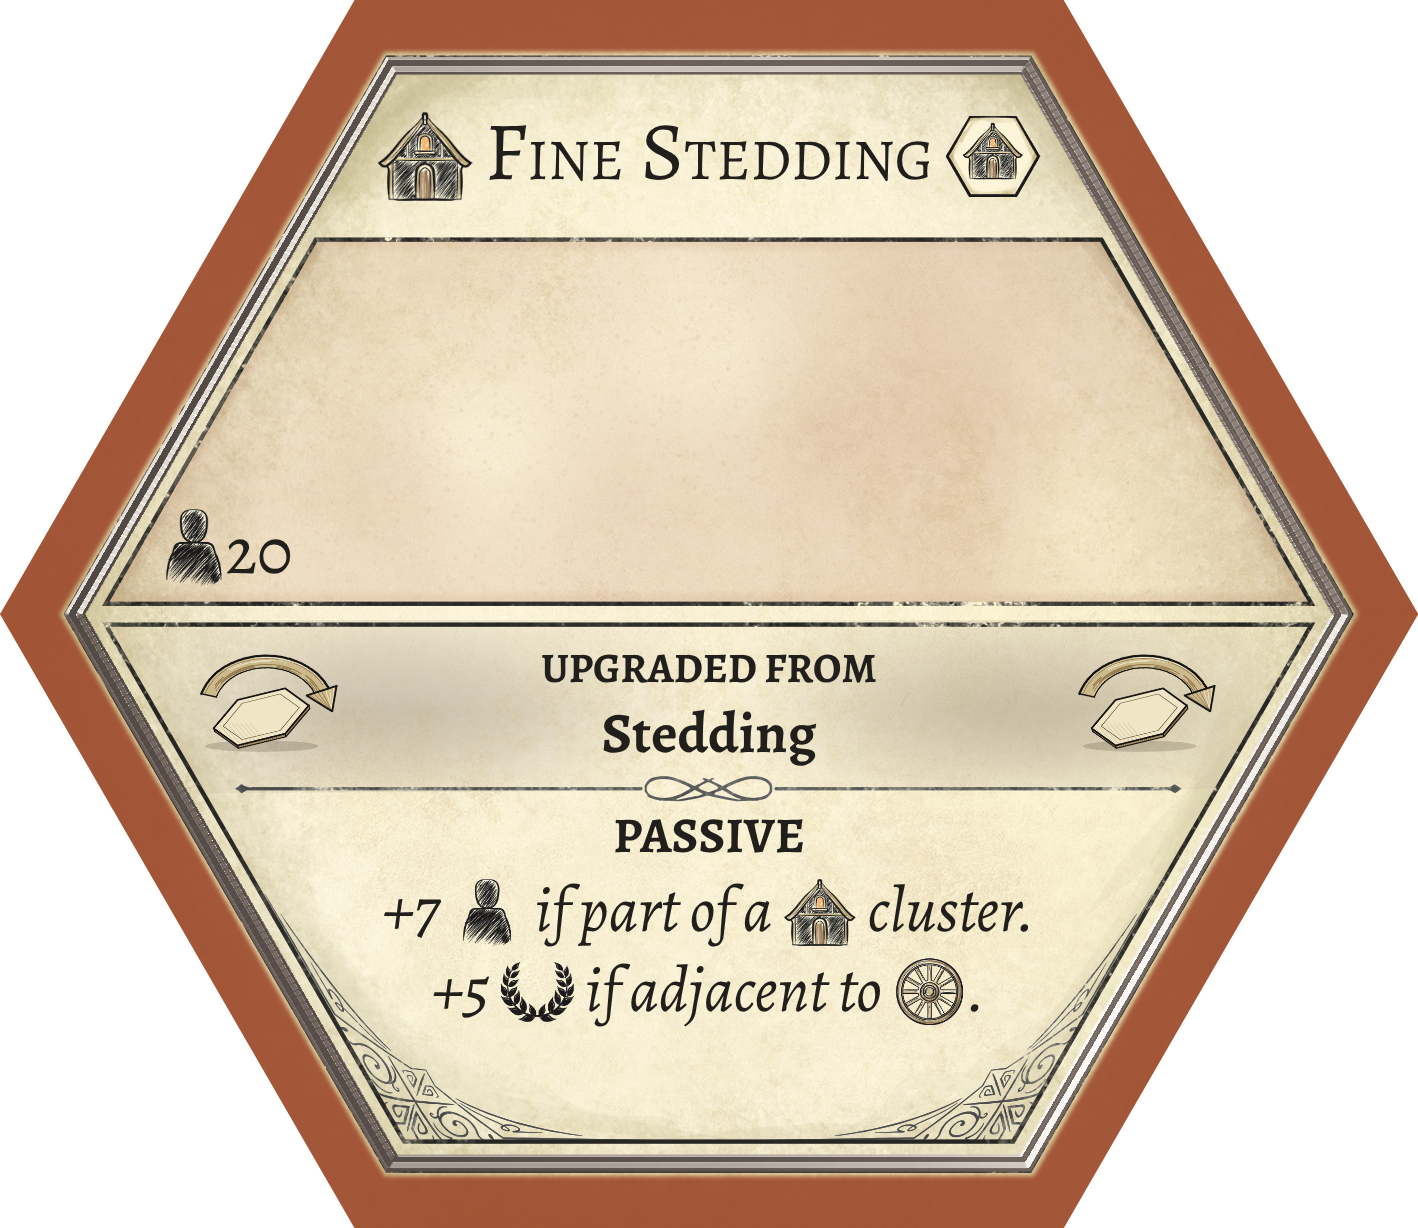 Fine Stedding
20
UPGRADED FROM
Stedding
PASSIVE
+7 if part of a cluster.
+5 if adjacent to .